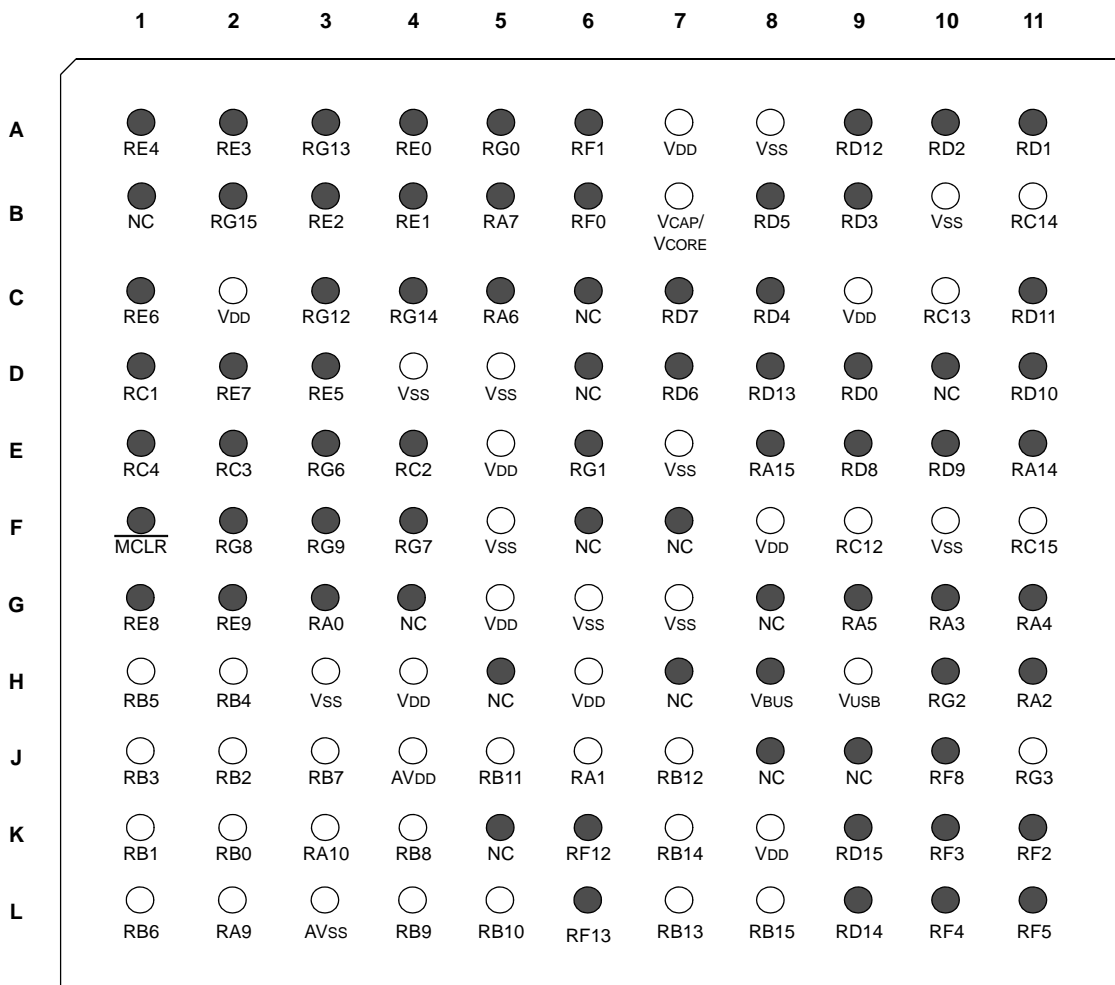 1 2 3 4 5 6 7 8 9 10 11
A
RE4 RE3 RG13 RE0 RG0 RF1 VDD VSS RD12 RD2 RD1
B
NC RG15 RE2 RE1 RA7 RF0 VCAP/ RD5 RD3 VSS RC14
VCORE
C
RE6 VDD RG12 RG14 RA6 NC RD7 RD4 VDD RC13 RD11
D
RC1 RE7 RE5 VSS VSS NC RD6 RD13 RD0 NC RD10
E
RC4 RC3 RG6 RC2 VDD RG1 VSS RA15 RD8 RD9 RA14
F
MCLR RG8 RG9 RG7 VSS NC NC VDD RC12 VSS RC15
G
RE8 RE9 RA0 NC VDD VSS VSS NC RA5 RA3 RA4
H
RB5 RB4 VSS VDD NC VDD NC VBUS VUSB RG2 RA2
J
RB3 RB2 RB7 AVDD RB11 RA1 RB12 NC NC RF8 RG3
K
RB1 RB0 RA10 RB8 NC RF12 RB14 VDD RD15 RF3 RF2
L
RB6 RA9 AVSS RB9 RB10 RF13 RB13 RB15 RD14 RF4 RF5